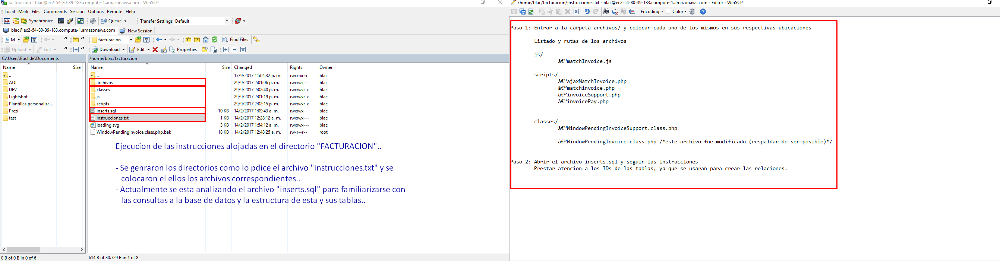 facturacion - blac@ec2-54-80-39-183.compute-1.amazonaws.com - WinSCP
Local Mark Files Commands Session Options Remote Help
Synchronize Queue Transfer Settings Default
blac@ec2-54-80-39-183.compute-1.amazonaws.com New Session
M » » facturacion Find Files
Upload Edit » » Download Edit Properties
C:\Users\Euclide\Documents
Name Size
..
AOI
DEV
Lightshot
Plantillas personaliza...
Prezi
test
0 B of 0 B in 0 of 6
/home/blac/facturacion
Name Size Changed Rights Owner
.. 17/9/2017 11:04:32 p. m. rwxr-xr-x blac
archivos 29/9/2017 2:01:06 p. m. rwxrwx--- blac
classes 29/9/2017 2:02:40 p. m. rwxrwxr-x blac
js 29/9/2017 2:01:19 p. m. rwxrwxr-x blac
scripts 29/9/2017 2:02:15 p. m. rwxrwxr-x blac
inserts.sql 10 KB 14/2/2017 1:09:43 a. m. rwxrwx--- blac
instrucciones.txt 1 KB 14/2/2017 12:28:12 a. m. rwxrwx--- blac
loading.svg 3 KB 14/2/2017 1:54:12 a. m. rwxrwx--- blac
WindowPendingInvoice.class.php.bak 18 KB 14/2/2017 12:48:25 a. m. rw-r--r-- root
Ejecucion de las instrucciones alojadas en el directorio "FACTURACION"..
- Se genraron los directorios como lo pdice el archivo "instrucciones.txt" y se
colocaron el ellos los archivos correspondientes..
- Actualmente se esta analizando el archivo "inserts.sql" para familiarizarse con
las consultas a la base de datos y la estructura de esta y sus tablas..
614 B of 30.729 B in 1 of 8
/home/blac/facturacion/instrucciones.txt - blac@ec2-54-80-39-183.compute-1.amazonaws.com - Editor - WinSCP
Encoding Color
Paso 1: Entrar a la carpeta archivos/ y colocar cada uno de los mismos en sus respectivas ubicaciones
Listado y rutas de los archivos
js/
â€”matchInvoice.js
scripts/
â€”ajaxMatchInvoice.php
â€”matchinvoice.php
â€”invoiceSupport.php
â€”invoicePay.php
classes/
â€”WindowPendingInvoiceSupport.class.php
â€”WindowPendingInvoice.class.php /*este archivo fue modificado (respaldar de ser posible)*/
Paso 2: Abrir el archivo inserts.sql y seguir las instrucciones
Prestar atencion a los IDs de las tablas, ya que se usaran para crear las relaciones.